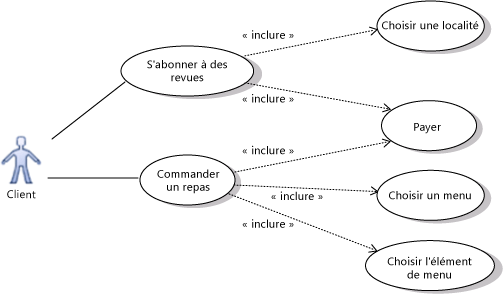 Choisir une localité
« inclure »
S'abonner à des
revues
« inclure »
Payer
« inclure »
Client
Commander
un repas
« inclure »
Choisir un menu
« inclure »
Choisir l'élément
de menu